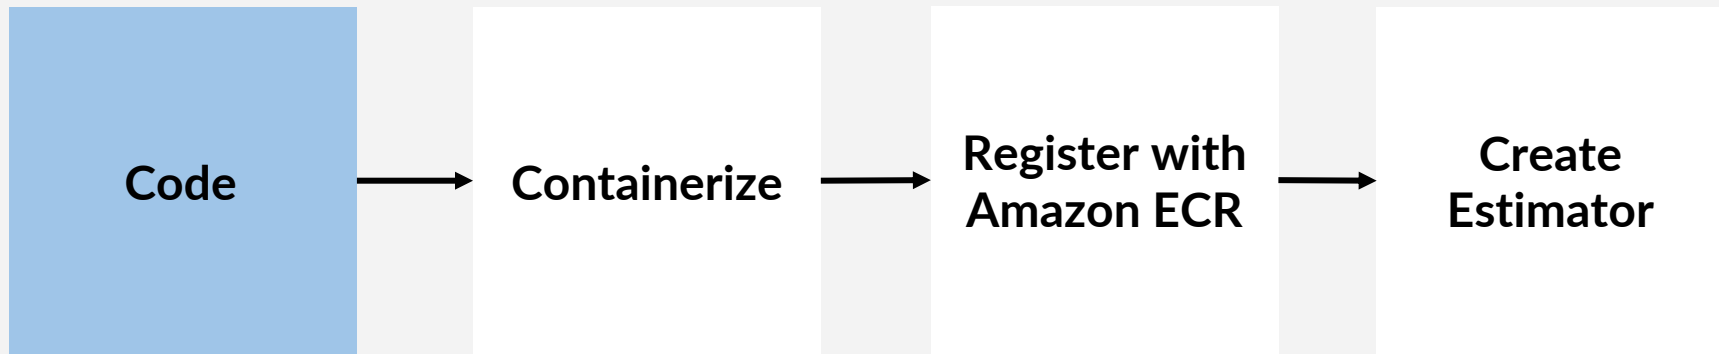 Code
Containerize
Register with
Amazon ECR
Create
Estimator